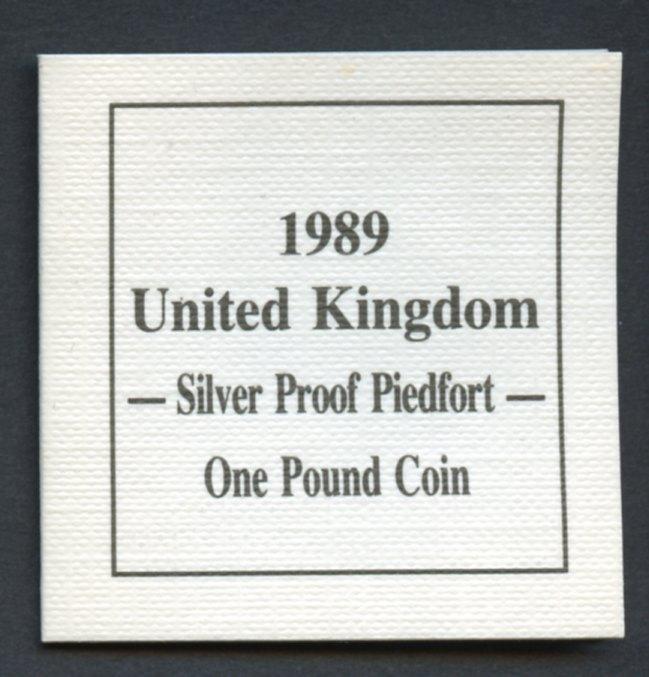 1989
United Kingdom
— Silver Proof Piedfort —
One Pound Coin